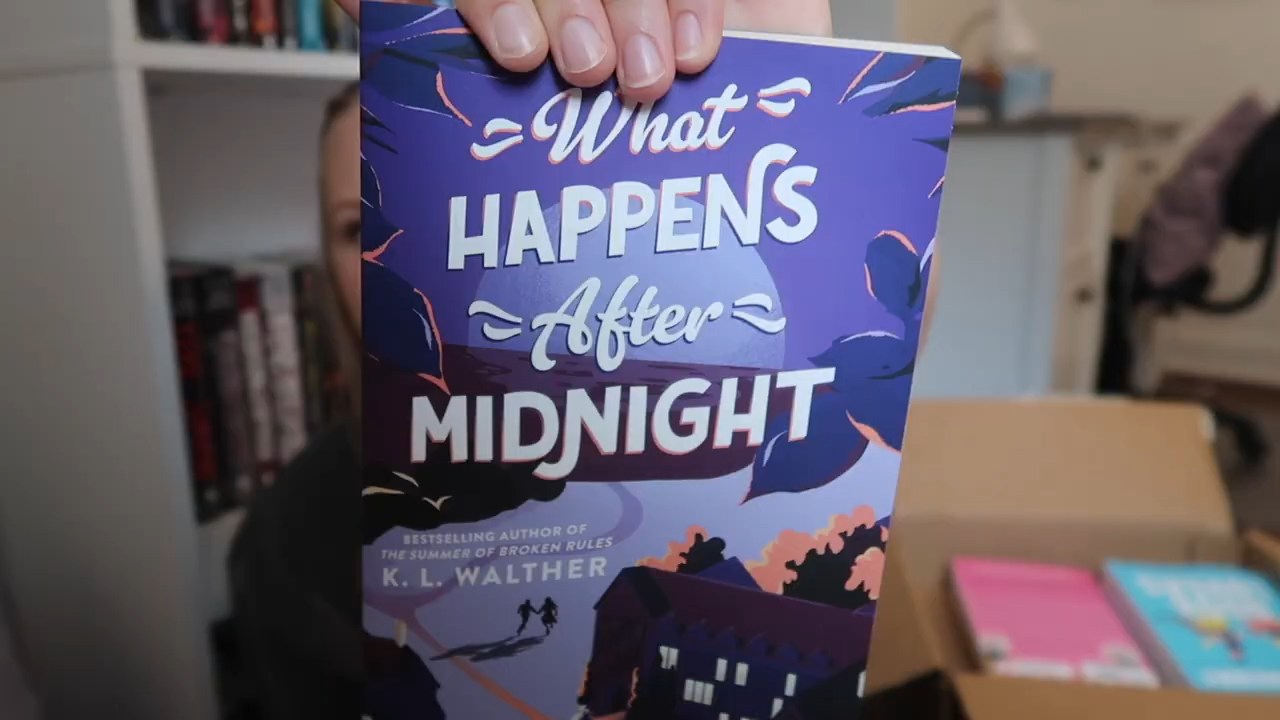 What
HAPPENS
After
MIDNIGHT
BESTSELLING AUTHOR OF
THE SUMMER OF BROKEN RULES
K. L. WALTHER